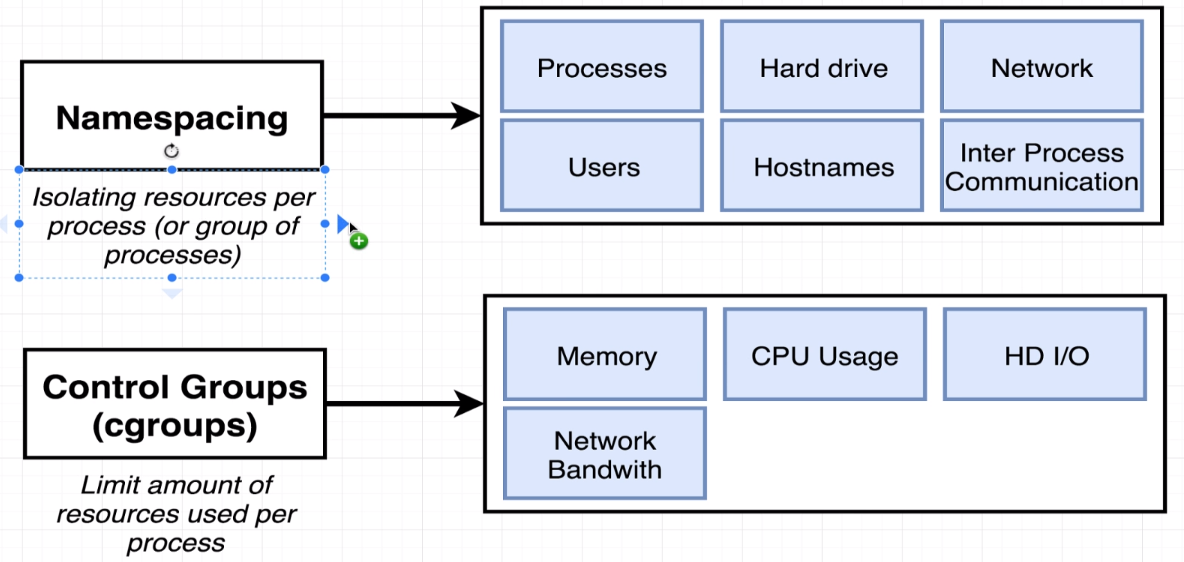 Namespacing
Isolating resources per
process (or group of
processes)
Processes
Hard drive
Network
Users
Hostnames
Inter Process
Communication
Control Groups
(cgroups)
Limit amount of
resources used per
process
Memory
CPU Usage
HD I/O
Network
Bandwith